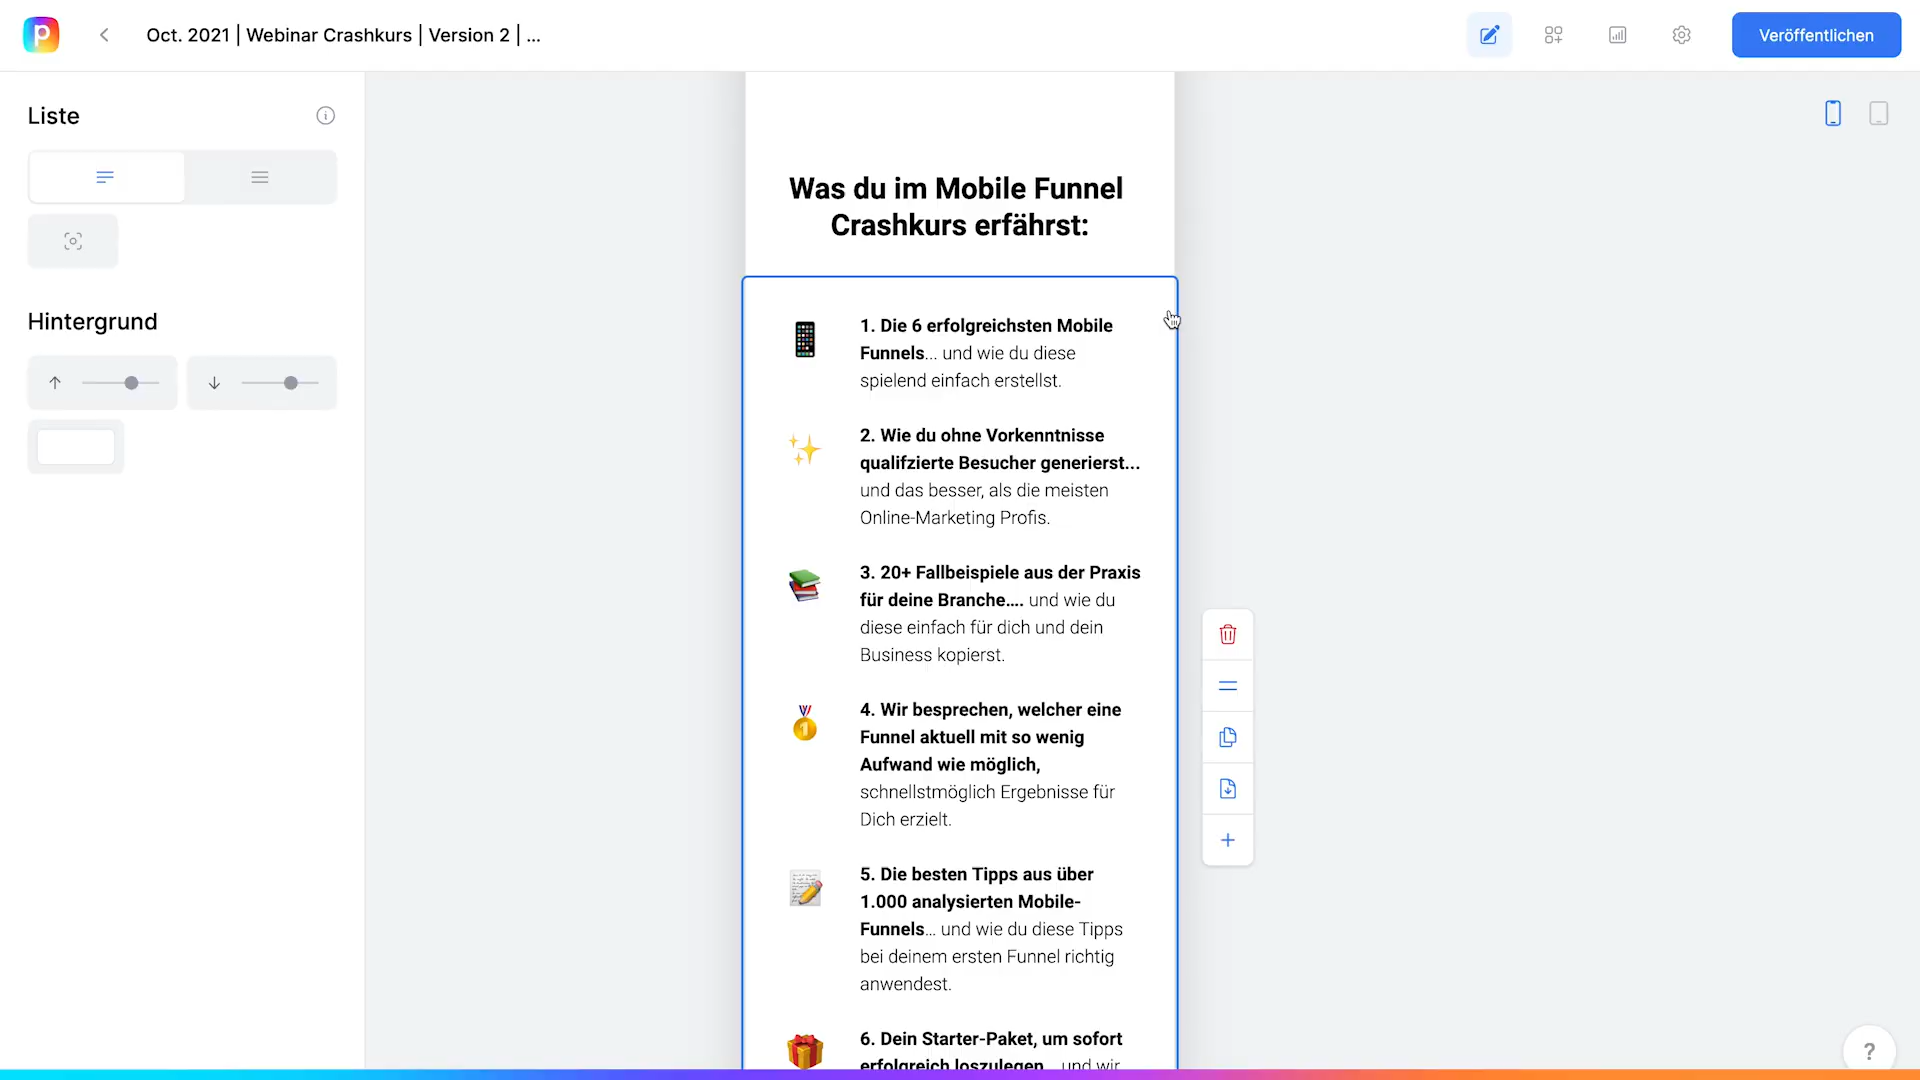 p
Oct. 2021 | Webinar Crashkurs | Version 2 | ...
Veröffentlichen
Liste
Hintergrund
Was du im Mobile Funnel
Crashkurs erfährst:
1. Die 6 erfolgreichsten Mobile
Funnels... und wie du diese
spielend einfach erstellst.
2. Wie du ohne Vorkenntnisse
qualifzierte Besucher generierst...
und das besser, als die meisten
Online-Marketing Profis.
3. 20+ Fallbeispiele aus der Praxis
für deine Branche.... und wie du
diese einfach für dich und dein
Business kopierst.
4. Wir besprechen, welcher eine
Funnel aktuell mit so wenig
Aufwand wie möglich,
schnellstmöglich Ergebnisse für
Dich erzielt.
5. Die besten Tipps aus über
1.000 analysierten Mobile-
Funnels... und wie du diese Tipps
bei deinem ersten Funnel richtig
anwendest.
6. Dein Starter-Paket, um sofort
erfolgreich loszulegen... und wir
?